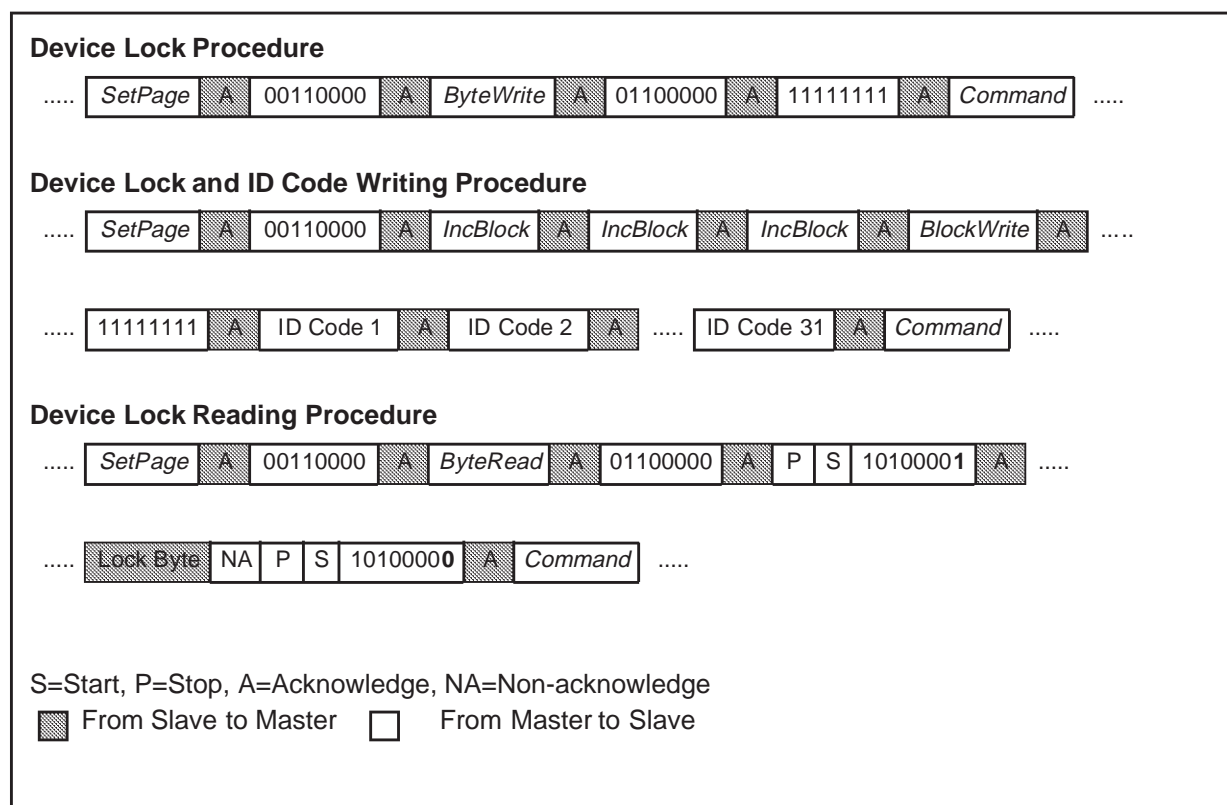 Device Lock Procedure
..... SetPage A 00110000 A ByteWrite A 01100000 A 11111111 A Command .....
Device Lock and ID Code Writing Procedure
..... SetPage A 00110000 A IncBlock A IncBlock A IncBlock A BlockWrite A .....
..... 11111111 A ID Code 1 A ID Code 2 A ..... ID Code 31 A Command .....
Device Lock Reading Procedure
..... SetPage A 00110000 A ByteRead A 01100000 A P S 10100001 A .....
..... Lock Byte NA P S 10100000 A Command .....
S=Start, P=Stop, A=Acknowledge, NA=Non-acknowledge
From Slave to Master From Master to Slave